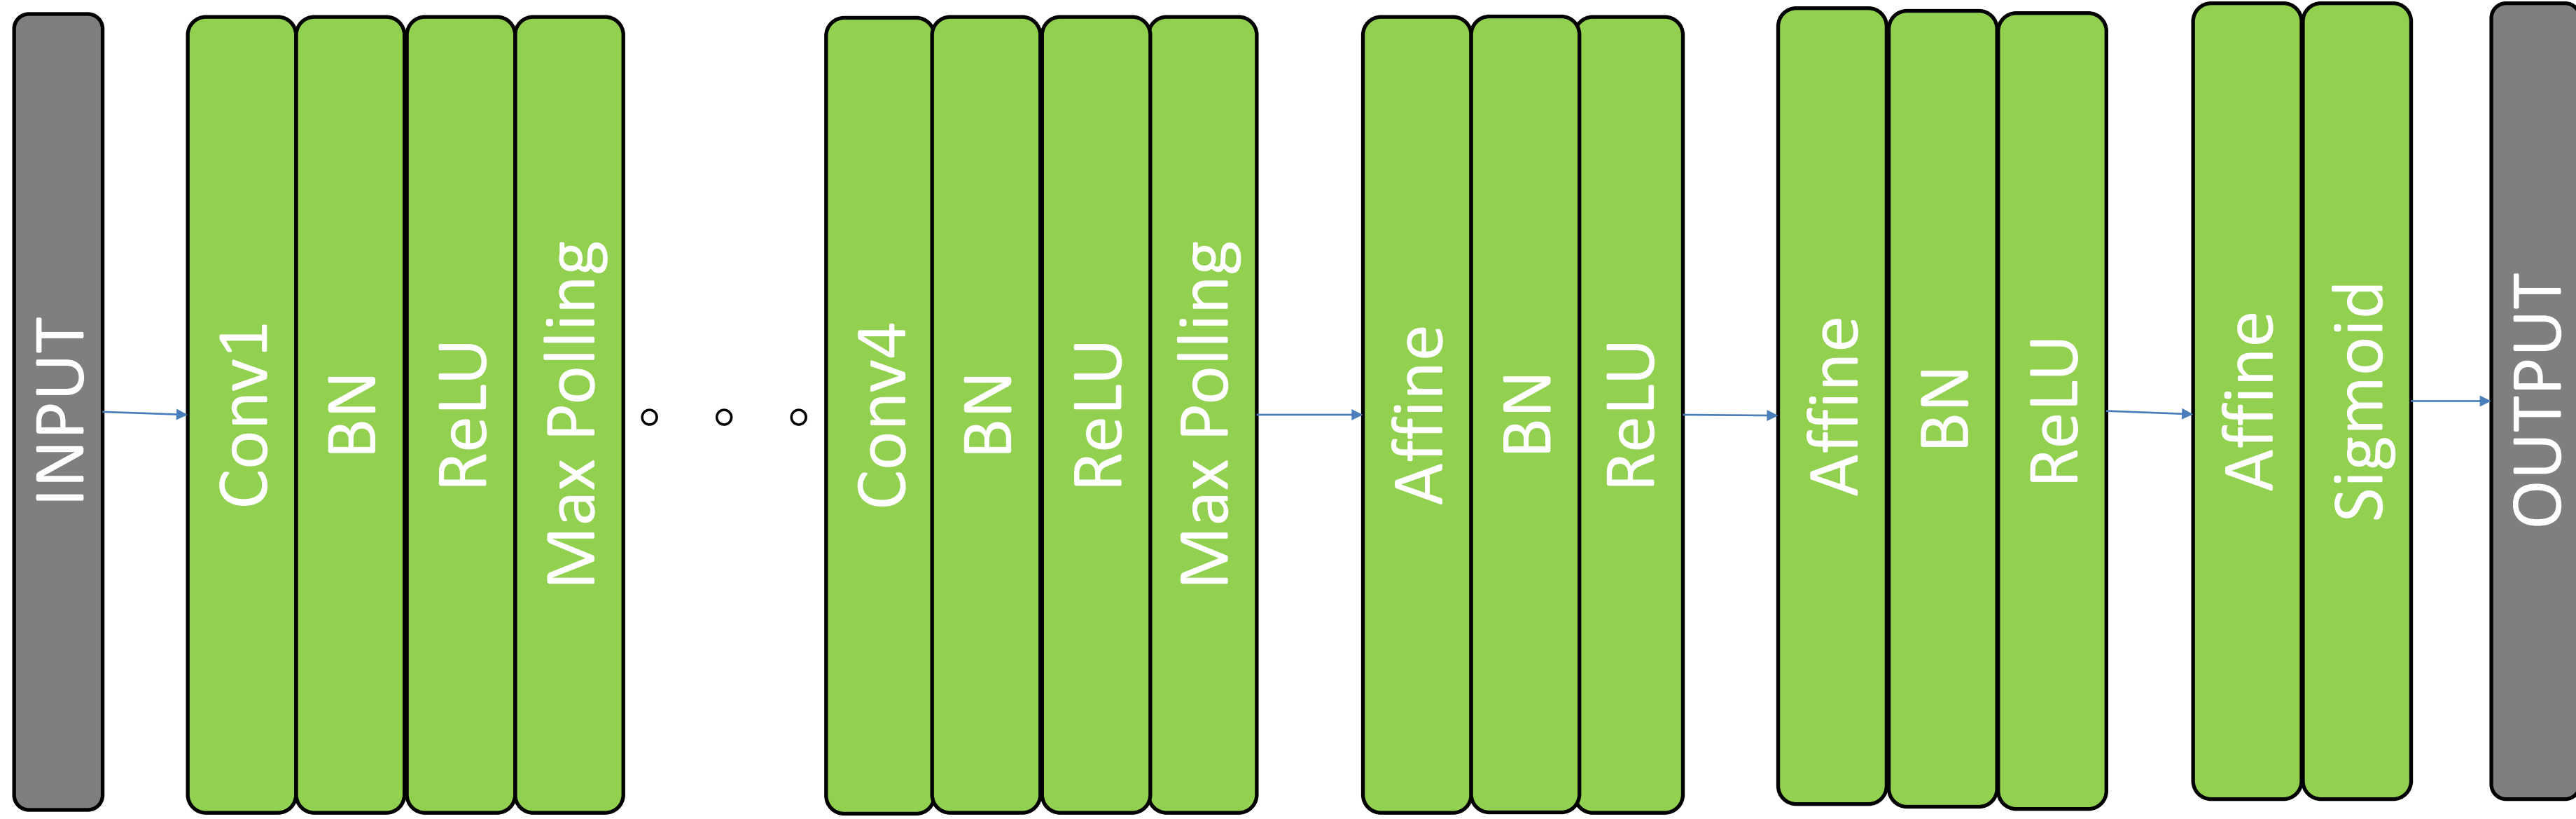 INPUT
Conv1
BN
ReLU
Max Polling
Conv4
BN
ReLU
Max Polling
Affine
BN
ReLU
Affine
BN
ReLU
Affine
Sigmoid
OUTPUT